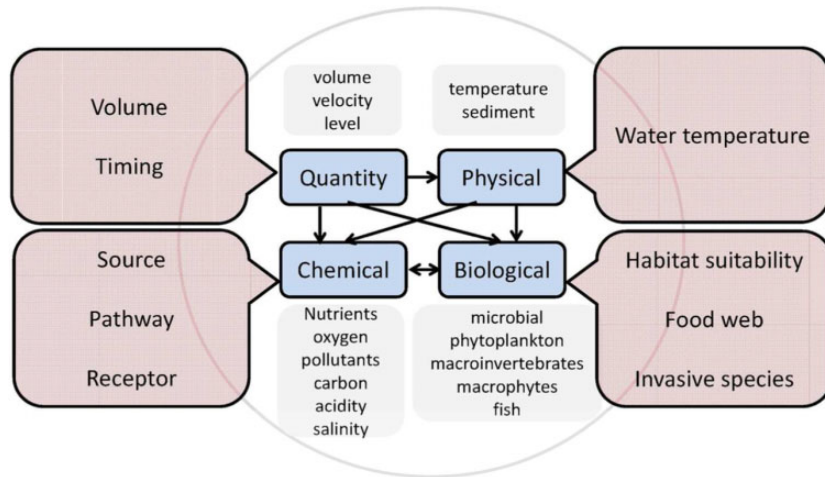 Volume
Timing
volume
velocity
level
temperature
sediment
Water temperature
Quantity
Physical
Source
Pathway
Receptor
Chemical
Biological
Habitat suitability
Food web
Invasive species
Nutrients
oxygen
pollutants
carbon
acidity
salinity
microbial
phytoplankton
macroinvertebrates
macrophytes
fish